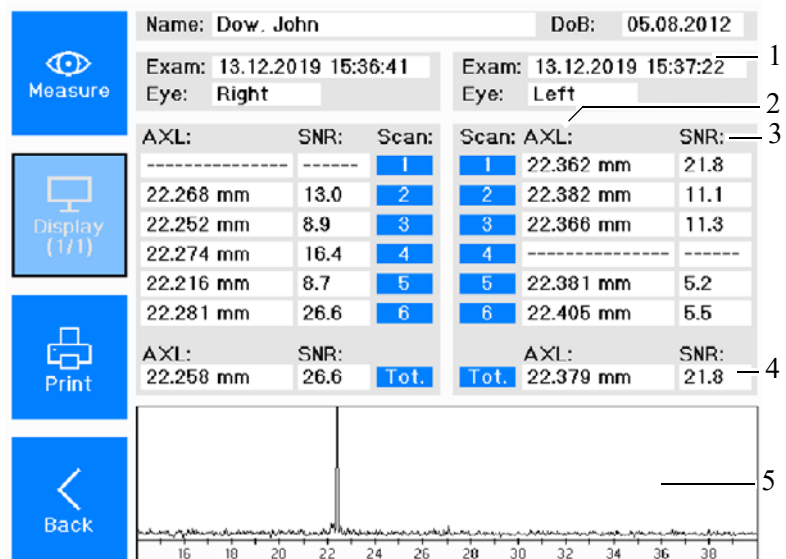 Name: Dow, John DoB: 05.08.2012
Exam: 13.12.2019 15:36:41 Exam: 13.12.2019 15:37:22 1
Eye: Right Eye: Left
2
Measure
AXL: SNR: Scan: Scan: AXL: SNR: 3
--------------- ------ 1 1 22.362 mm 21.8
22.268 mm 13.0 2 2 22.382 mm 11.1
22.252 mm 8.9 3 3 22.366 mm 11.3
22.274 mm 16.4 4 4 --------------- ------
22.216 mm 8.7 5 5 22.381 mm 5.2
22.281 mm 26.6 6 6 22.405 mm 5.5
Display
(1/1)
AXL: SNR: AXL: SNR:
22.258 mm 26.6 Tot. Tot. 22.379 mm 21.8 4
Print
5
Back
16 18 20 22 24 26 28 30 32 34 36 38